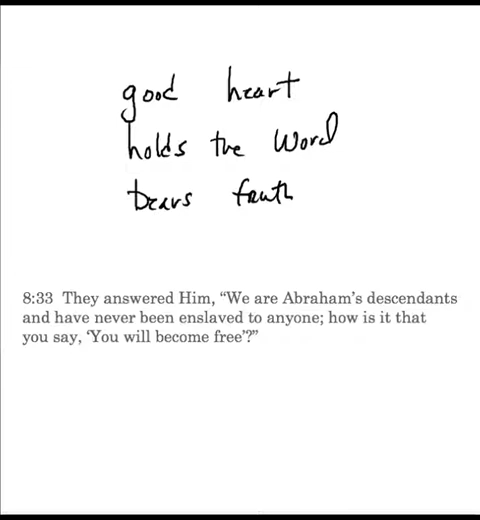 good heart
holds the Word
bears
8:33 They answered Him, “We are Abraham’s descendants
and have never been enslaved to anyone; how is it that
you say, ‘You will become free’?”